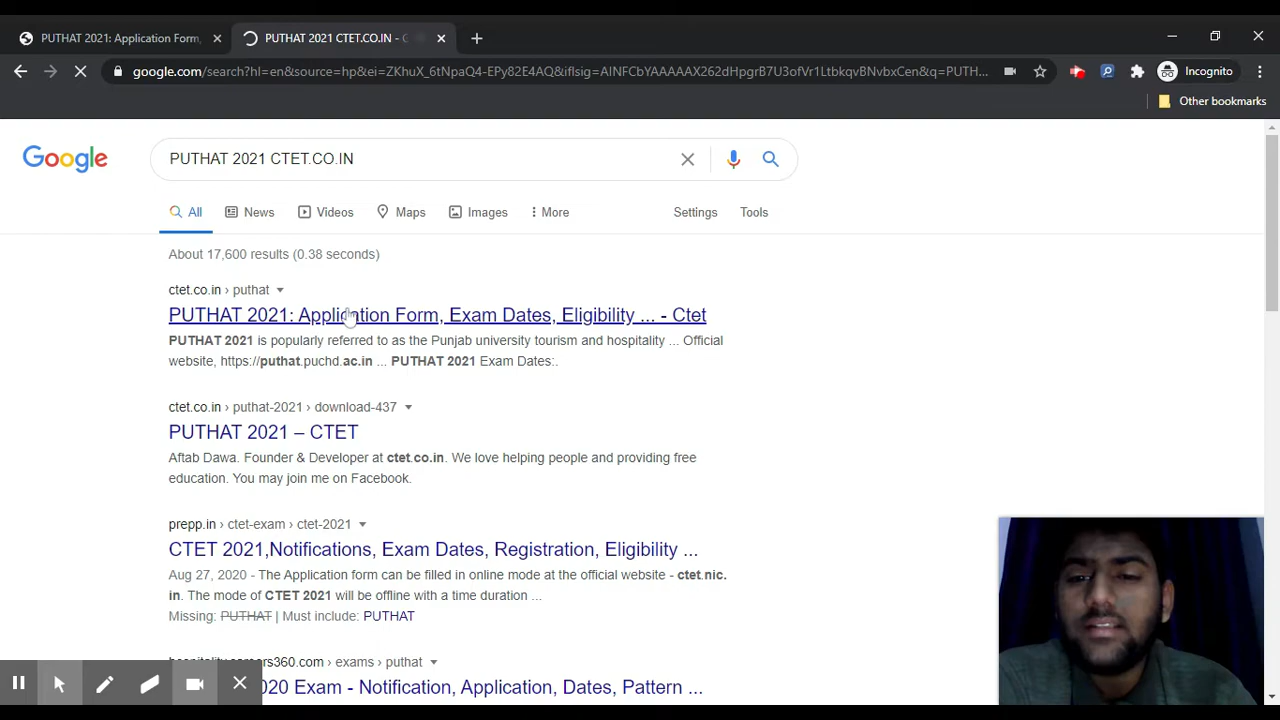 PUTHAT 2021: Application Form,
PUTHAT 2021 CTET.CO.IN - G
google.com/search?hl=en&source=hp&ei=ZKhuX_6tNpaQ4-EPy82E4AQ&iflsig=AINFCbYAAAAAX262dHpgrB7U3ofVr1LtbkqvBNvbxCen&q=PUTH...
Incognito
Other bookmarks
Google
PUTHAT 2021 CTET.CO.IN
All
News
Videos
Maps
Images
More
Settings
Tools
About 17,600 results (0.38 seconds)
ctet.co.in › puthat
PUTHAT 2021: Application Form, Exam Dates, Eligibility ... - Ctet
PUTHAT 2021 is popularly referred to as the Punjab university tourism and hospitality ... Official
website, https://puthat.puchd.ac.in ... PUTHAT 2021 Exam Dates:.
ctet.co.in › puthat-2021 › download-437
PUTHAT 2021 – CTET
Aftab Dawa. Founder & Developer at ctet.co.in. We love helping people and providing free
education. You may join me on Facebook.
prepp.in › ctet-exam › ctet-2021
CTET 2021,Notifications, Exam Dates, Registration, Eligibility ...
Aug 27, 2020 - The Application form can be filled in online mode at the official website - ctet.nic.
in. The mode of CTET 2021 will be offline with a time duration ...
Missing: PUTHAT | Must include: PUTHAT
hospitality.careers360.com › exams › puthat
020 Exam - Notification, Application, Dates, Pattern ...